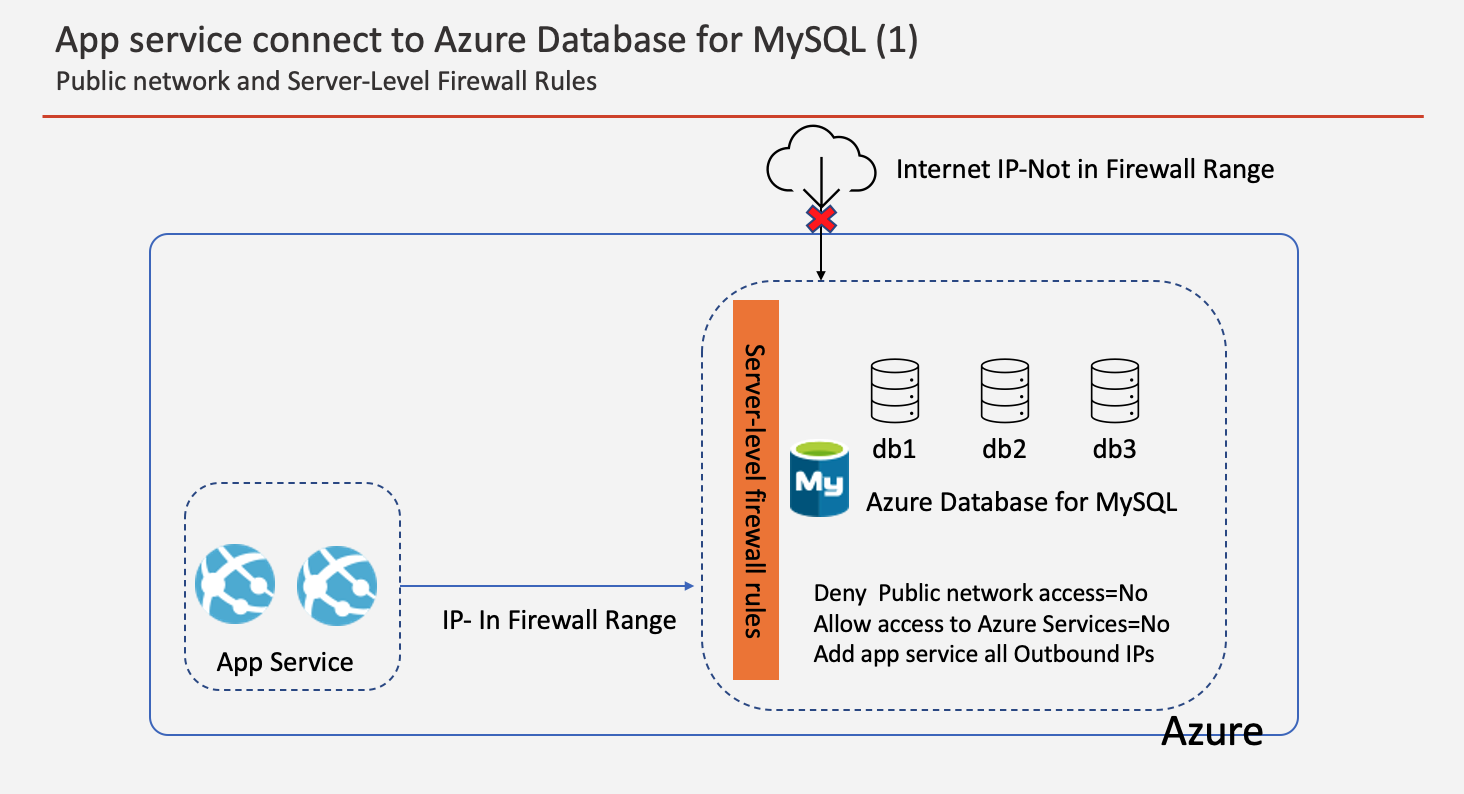 App service connect to Azure Database for MySQL (1)
Public network and Server-Level Firewall Rules
Internet IP-Not in Firewall Range
Server-level firewall rules
db1
db2
db3
My
Azure Database for MySQL
IP- In Firewall Range
App Service
Deny  Public network access=No
Allow access to Azure Services=No
Add app service all Outbound IPs
Azure